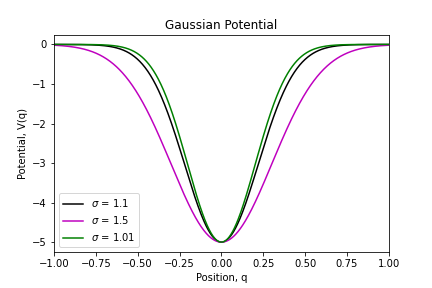 Gaussian Potential
Potential, V(q)
0
−1
−2
−3
−4
−5
σ = 1.1
σ = 1.5
σ = 1.01
−1.00 −0.75 −0.50 −0.25 0.00 0.25 0.50 0.75 1.00
Position, q